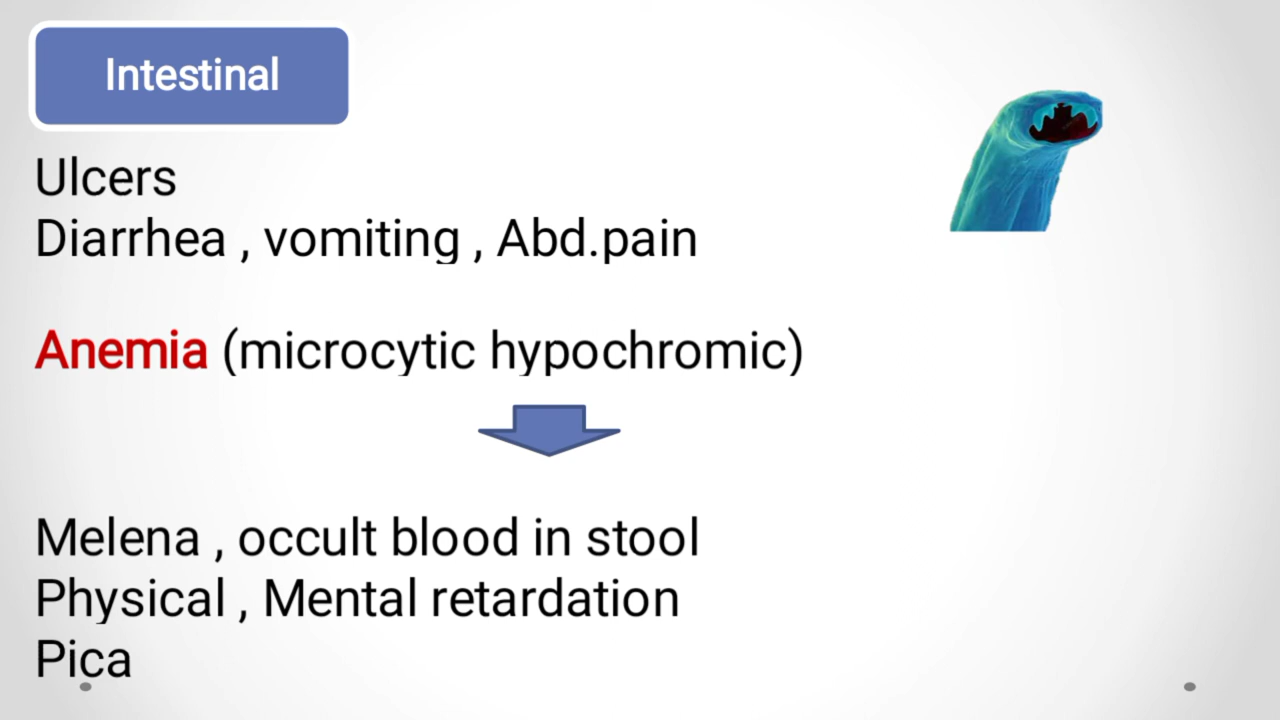 Intestinal
Ulcers
Diarrhea , vomiting , Abd.pain
Anemia (microcytic hypochromic)
Melena , occult blood in stool
Physical , Mental retardation
Pica